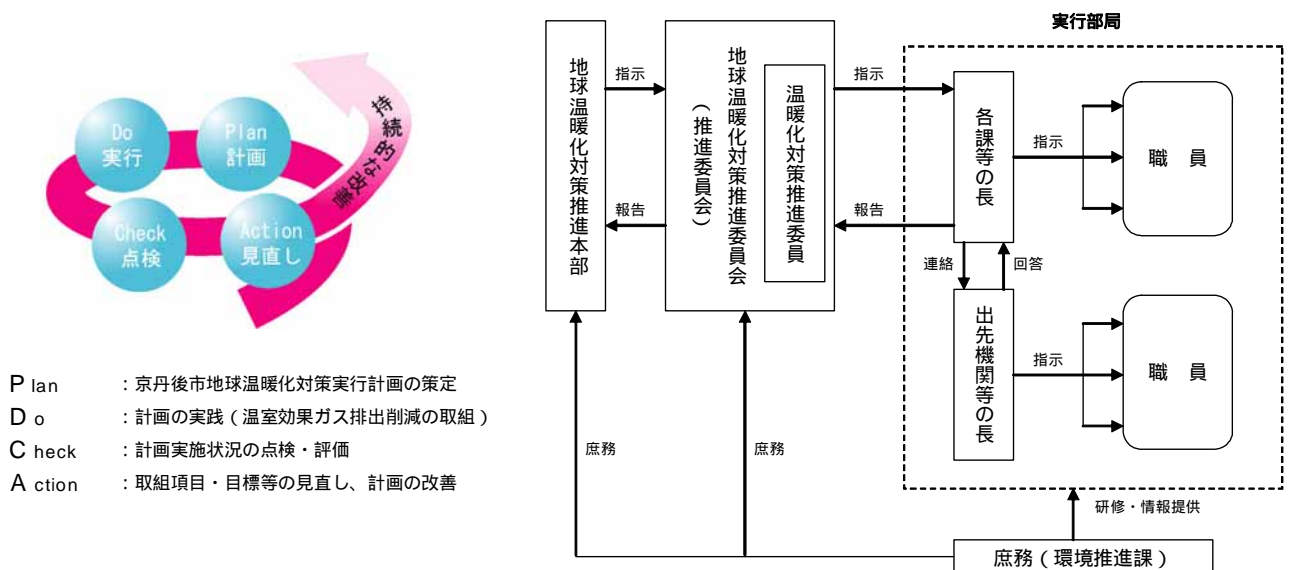 Do
実行
Plan
計画
Check
点検
Action
見直し
持続的な改善
Plan : 京丹後市地球温暖化対策実行計画の策定
Do : 計画の実践(温室効果ガス排出削減の取組)
Check : 計画実施状況の点検・評価
Action : 取組項目・目標等の見直し、計画の改善
実行部局
地球温暖化対策推進本部
指示
報告
地球温暖化対策推進委員会
(推進委員会)
温暖化対策推進委員
指示
報告
各課等の長
指示
職 員
連絡
回答
出先機関等の長
指示
職 員
庶務
庶務
研修・情報提供
庶務(環境推進課)